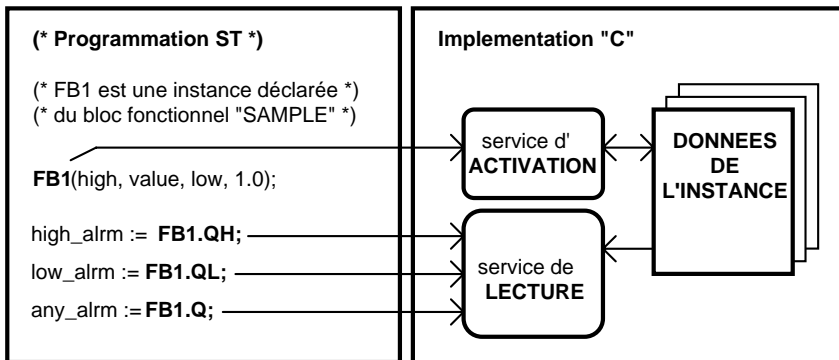 (* Programmation ST *)
(* FB1 est une instance déclarée *)
(* du bloc fonctionnel "SAMPLE" *)
FB1(high, value, low, 1.0);
high_alrm := FB1.QH;
low_alrm := FB1.QL;
any_alrm := FB1.Q;
Implementation "C"
service d'
ACTIVATION
service de
LECTURE
DONNEES
DE
L'INSTANCE